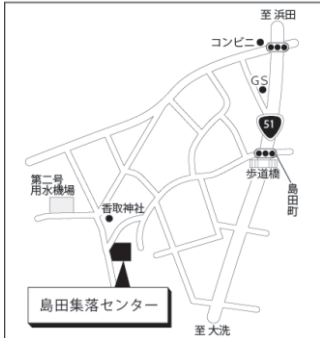 至 浜田
コンビニ
GS
51
第二号
用水機場
歩道橋
島田町
香取神社
島田集落センター
至 大洗